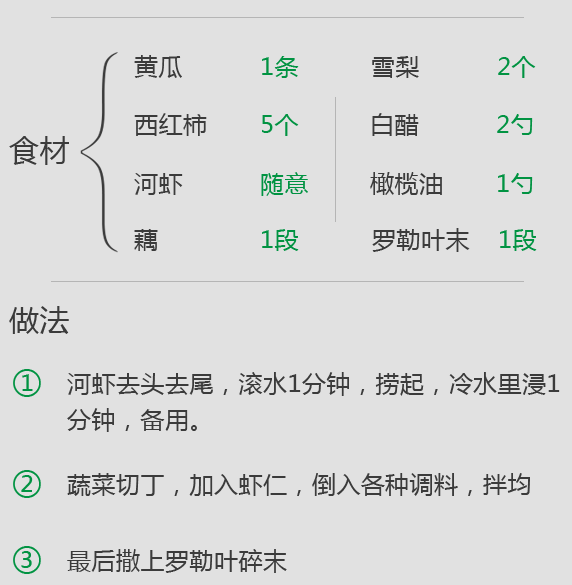 食材
黄瓜 1条 雪梨 2个
西红柿 5个 白醋 2勺
河虾 随意 橄榄油 1勺
藕 1段 罗勒叶末 1段
做法
① 河虾去头去尾，滚水1分钟，捞起，冷水里浸1
分钟，备用。
② 蔬菜切丁，加入虾仁，倒入各种调料，拌均
③ 最后撒上罗勒叶碎末